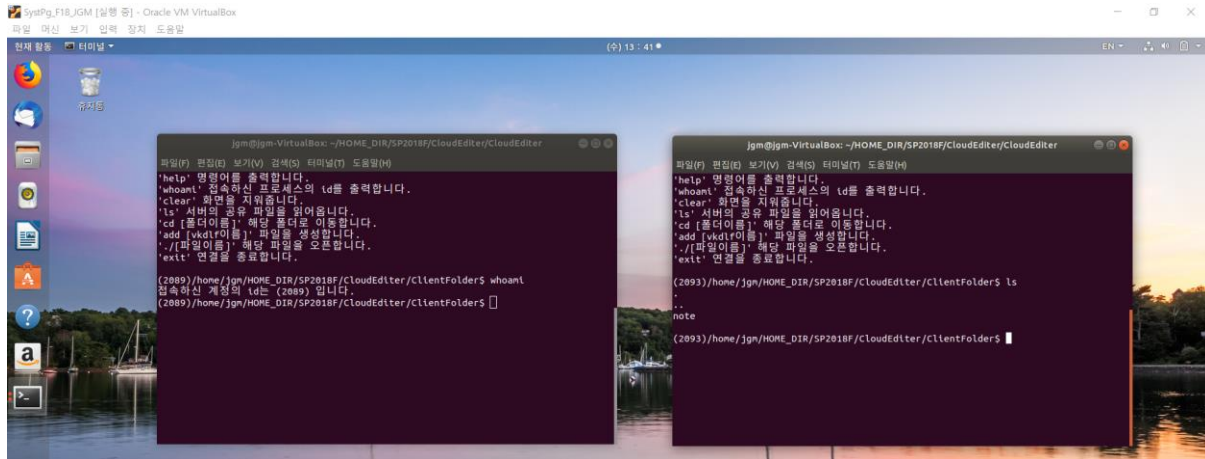 SystPg_F18_JGM [실행 중] - Oracle VM VirtualBox
파일 머신 보기 입력 장치 도움말
현재 활동 터미널 (수) 13 : 41 EN
휴지통
jgm@jgm-VirtualBox: ~/HOME_DIR/SP2018F/CloudEditer/CloudEditer
파일(F) 편집(E) 보기(V) 검색(S) 터미널(T) 도움말(H)
'help' 명령어를 출력합니다.
'whoami' 접속하신 프로세스의 id를 출력합니다.
'clear' 화면을 지워줍니다.
'ls' 서버의 공유 파일을 읽어옵니다.
'cd [폴더이름]' 해당 폴더로 이동합니다.
'add [vkdlf이름]' 파일을 생성합니다.
'./[파일이름]' 해당 파일을 오픈합니다.
'exit' 연결을 종료합니다.
(2089)/home/jgm/HOME_DIR/SP2018F/CloudEditer/ClientFolder$ whoami
접속하신 계정의 id는 (2089) 입니다.
(2089)/home/jgm/HOME_DIR/SP2018F/CloudEditer/ClientFolder$
jgm@jgm-VirtualBox: ~/HOME_DIR/SP2018F/CloudEditer/CloudEditer
파일(F) 편집(E) 보기(V) 검색(S) 터미널(T) 도움말(H)
'help' 명령어를 출력합니다.
'whoami' 접속하신 프로세스의 id를 출력합니다.
'clear' 화면을 지워줍니다.
'ls' 서버의 공유 파일을 읽어옵니다.
'cd [폴더이름]' 해당 폴더로 이동합니다.
'add [vkdlf이름]' 파일을 생성합니다.
'./[파일이름]' 해당 파일을 오픈합니다.
'exit' 연결을 종료합니다.
(2093)/home/jgm/HOME_DIR/SP2018F/CloudEditer/ClientFolder$ ls
.
..
note
(2093)/home/jgm/HOME_DIR/SP2018F/CloudEditer/ClientFolder$